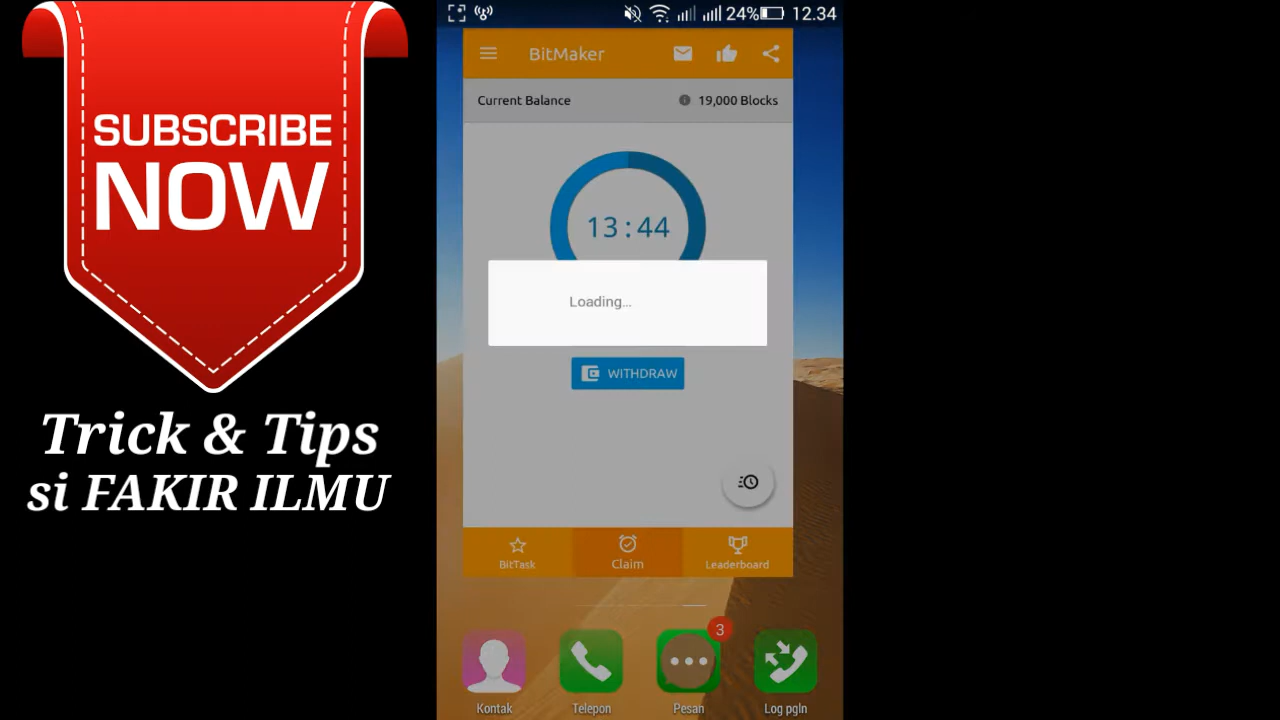 SUBSCRIBE
NOW
Trick & Tips
si FAKIR ILMU
24% 12.34
BitMaker
Current Balance 19,000 Blocks
13:44
Loading...
WITHDRAW
BitTask Claim Leaderboard
3
Kontak Telepon Pesan Log pgln